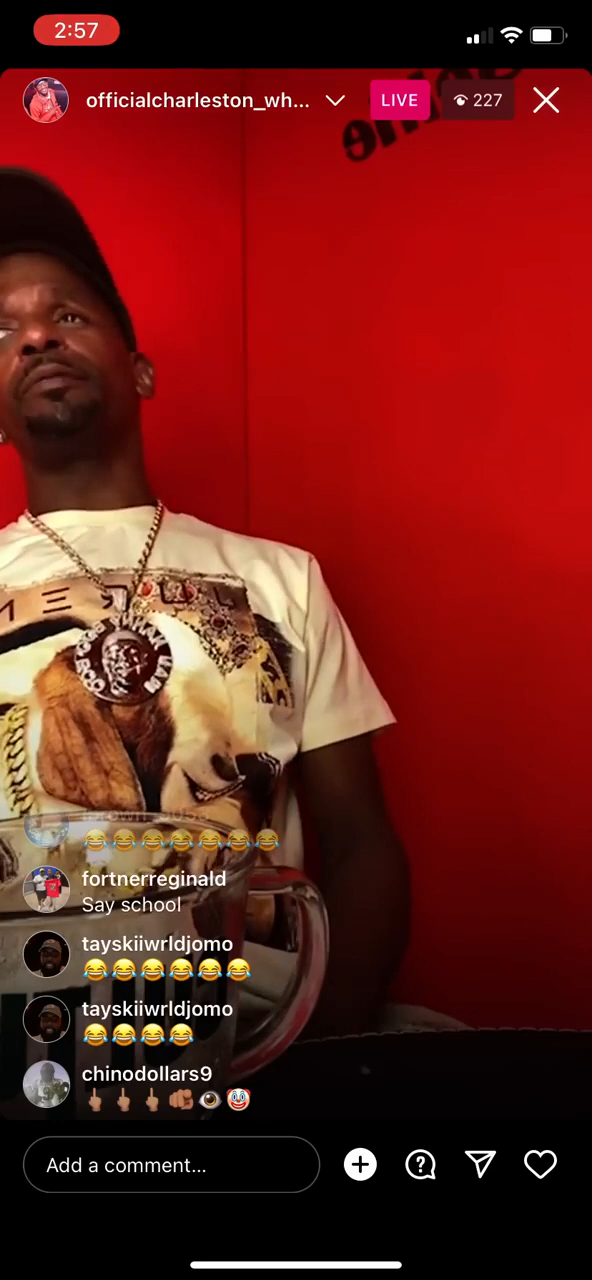 2:57
officialcharleston_wh...
LIVE
227
😂😂😂😂😂😂😂
fortnerreginald
Say school
tayskiiwrldjomo
😂😂😂😂😂😂
tayskiiwrldjomo
😂😂😂😂
chinodollars9
🖕🏽🖕🏽🖕🏽🫵🏽👁️🤡
Add a comment...